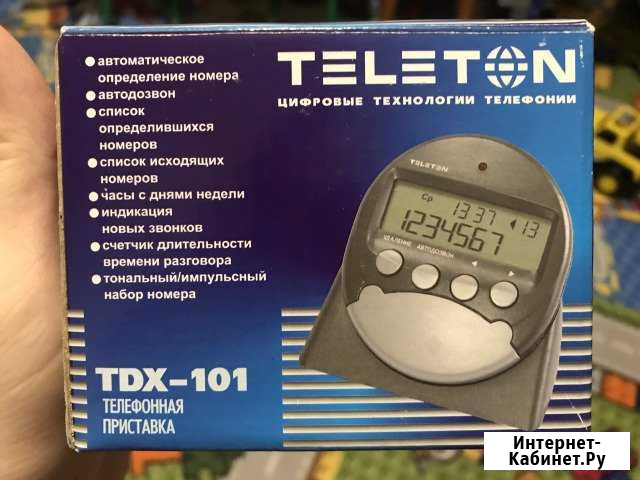 • автоматическое
определение номера
• автодозвон
• список
определившихся
номеров
• список исходящих
номеров
• часы с днями недели
• индикация
новых звонков
• счетчик длительности
времени разговора
• тональный/импульсный
набор номера
TELETON
ЦИФРОВЫЕ ТЕХНОЛОГИИ ТЕЛЕФОНИИ
TELETON
Ср 13 37 13
1234567
УДАЛЕНИЕ АВТОДОЗВОН
TDX-101
ТЕЛЕФОННАЯ
ПРИСТАВКА
Интернет-
Кабинет.Ру